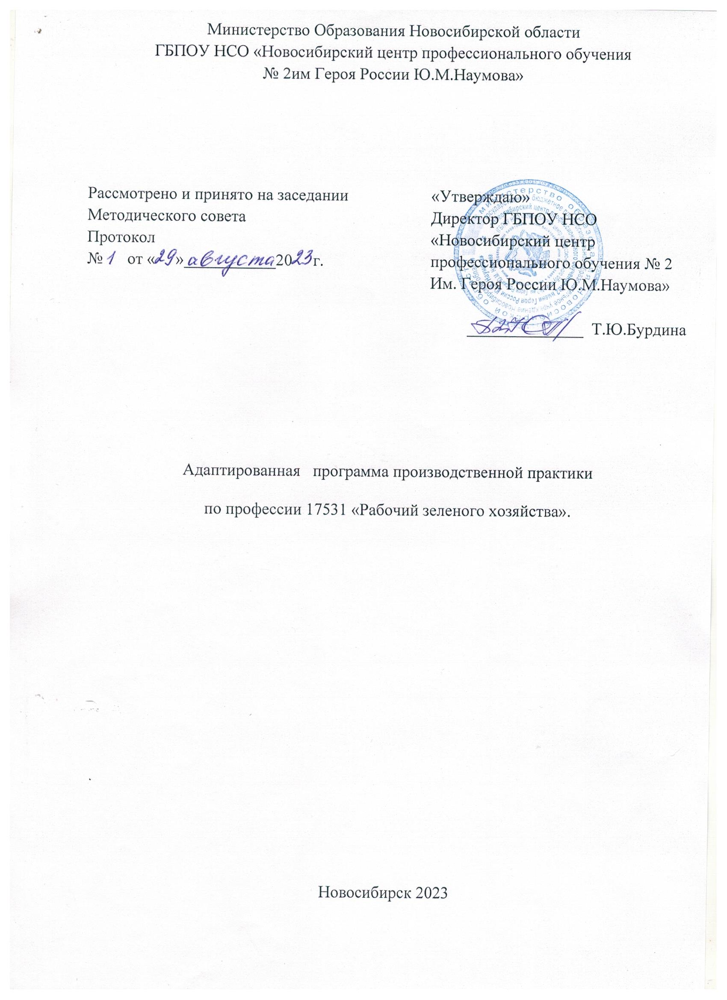 Министерство Образования Новосибирской области
ГБПОУ НСО «Новосибирский центр профессионального обучения
№ 2им Героя России Ю.М.Наумова»
Рассмотрено и принято на заседании
Методического совета
Протокол
№ 1 от «29» августа 2023г.
«Утверждаю»
Директор ГБПОУ НСО
«Новосибирский центр
профессионального обучения № 2
Им. Героя России Ю.М.Наумова»
Т.Ю.Бурдина
Адаптированная программа производственной практики
по профессии 17531 «Рабочий зеленого хозяйства».
Новосибирск 2023